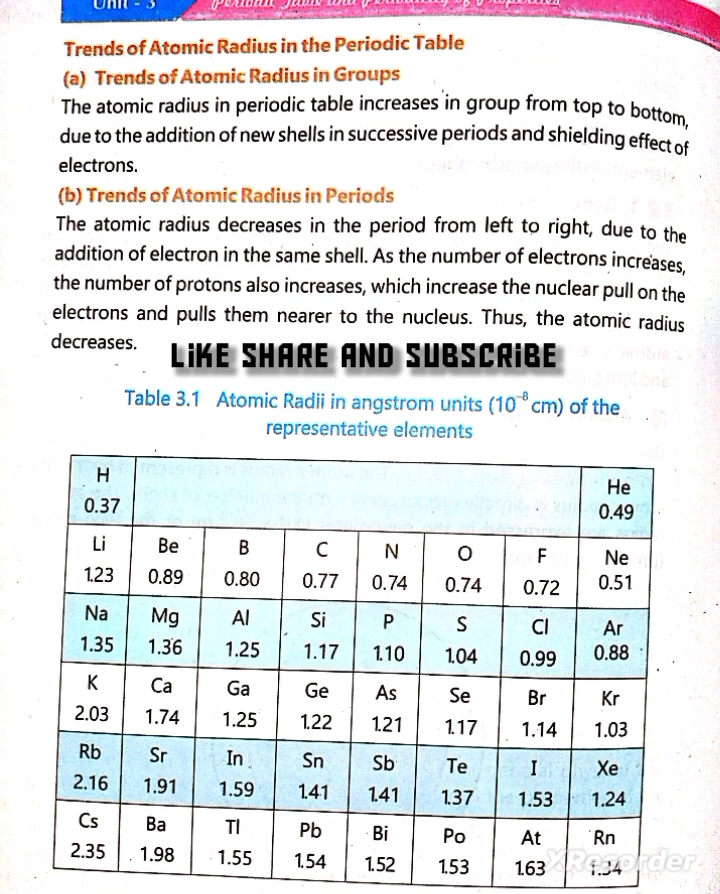 Unit - 3 Periodic Table and Periodicity of Properties
Trends of Atomic Radius in the Periodic Table
(a) Trends of Atomic Radius in Groups
The atomic radius in periodic table increases in group from top to bottom,
due to the addition of new shells in successive periods and shielding effect of
electrons.
(b) Trends of Atomic Radius in Periods
The atomic radius decreases in the period from left to right, due to the
addition of electron in the same shell. As the number of electrons increases,
the number of protons also increases, which increase the nuclear pull on the
electrons and pulls them nearer to the nucleus. Thus, the atomic radius
decreases.
LiKE SHARE AND SUBSCRiBE
Table 3.1 Atomic Radii in angstrom units (10⁻⁸ cm) of the
representative elements
H He
0.37 0.49
Li Be B C N O F Ne
1.23 0.89 0.80 0.77 0.74 0.74 0.72 0.51
Na Mg Al Si P S Cl Ar
1.35 1.36 1.25 1.17 1.10 1.04 0.99 0.88
K Ca Ga Ge As Se Br Kr
2.03 1.74 1.25 1.22 1.21 1.17 1.14 1.03
Rb Sr In Sn Sb Te I Xe
2.16 1.91 1.59 1.41 1.41 1.37 1.53 1.24
Cs Ba Tl Pb Bi Po At Rn
2.35 1.98 1.55 1.54 1.52 1.53 1.63 1.34
XRecorder